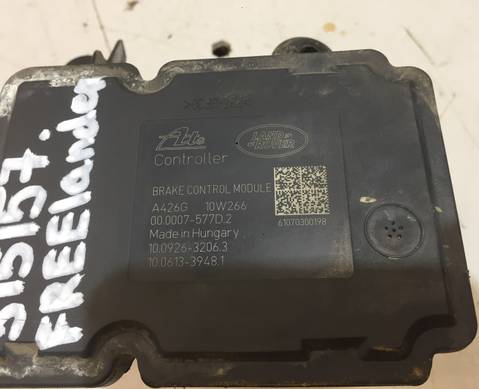 Ate
LAND
ROVER
Controller
BRAKE CONTROL MODULE
A426G 10W266
00.0007-577D.2
Made in Hungary
10.0926-3206.3
10.0613-3948.1
61070300198
515157.
FREElander